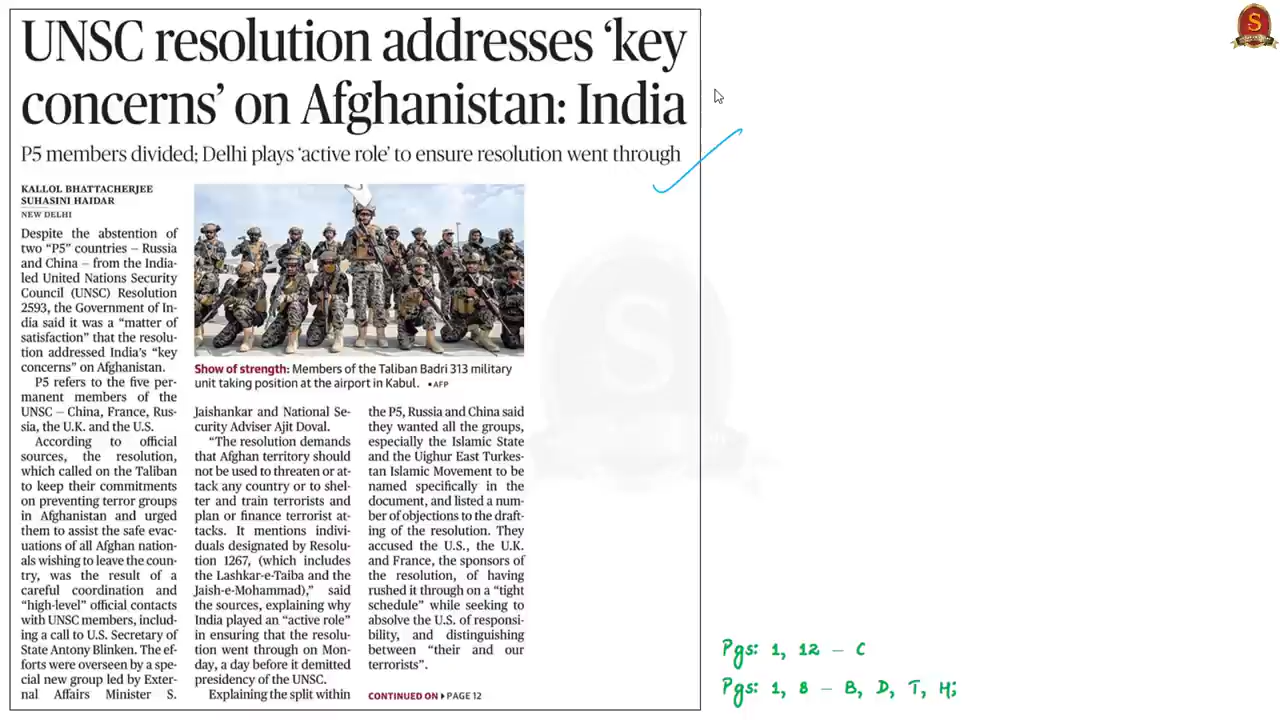 UNSC resolution addresses ‘key
concerns’ on Afghanistan: India
P5 members divided; Delhi plays ‘active role’ to ensure resolution went through
KALLOL BHATTACHERJEE
SUHASINI HAIDAR
NEW DELHI
Despite the abstention of
two “P5” countries – Russia
and China – from the India-
led United Nations Security
Council (UNSC) Resolution
2593, the Government of In-
dia said it was a “matter of
satisfaction” that the resolu-
tion addressed India’s “key
concerns” on Afghanistan.
P5 refers to the five per-
manent members of the
UNSC – China, France, Rus-
sia, the U.K. and the U.S.
According to official
sources, the resolution,
which called on the Taliban
to keep their commitments
on preventing terror groups
in Afghanistan and urged
them to assist the safe evac-
uations of all Afghan nation-
als wishing to leave the coun-
try, was the result of a
careful coordination and
“high-level” official contacts
with UNSC members, includ-
ing a call to U.S. Secretary of
State Antony Blinken. The ef-
forts were overseen by a spe-
cial new group led by Exter-
nal Affairs Minister S.
Show of strength: Members of the Taliban Badri 313 military
unit taking position at the airport in Kabul. • AFP
Jaishankar and National Se-
curity Adviser Ajit Doval.
“The resolution demands
that Afghan territory should
not be used to threaten or at-
tack any country or to shel-
ter and train terrorists and
plan or finance terrorist at-
tacks. It mentions indivi-
duals designated by Resolu-
tion 1267, (which includes
the Lashkar-e-Taiba and the
Jaish-e-Mohammad),” said
the sources, explaining why
India played an “active role”
in ensuring that the resolu-
tion went through on Mon-
day, a day before it demitted
presidency of the UNSC.
Explaining the split within
the P5, Russia and China said
they wanted all the groups,
especially the Islamic State
and the Uighur East Turkes-
tan Islamic Movement to be
named specifically in the
document, and listed a num-
ber of objections to the draft-
ing of the resolution. They
accused the U.S., the U.K.
and France, the sponsors of
the resolution, of having
rushed it through on a “tight
schedule” while seeking to
absolve the U.S. of responsi-
bility, and distinguishing
between “their and our
terrorists”.
CONTINUED ON ▸ PAGE 12
Pgs: 1, 12 – C
Pgs: 1, 8 – B, D, T, H;
S
S